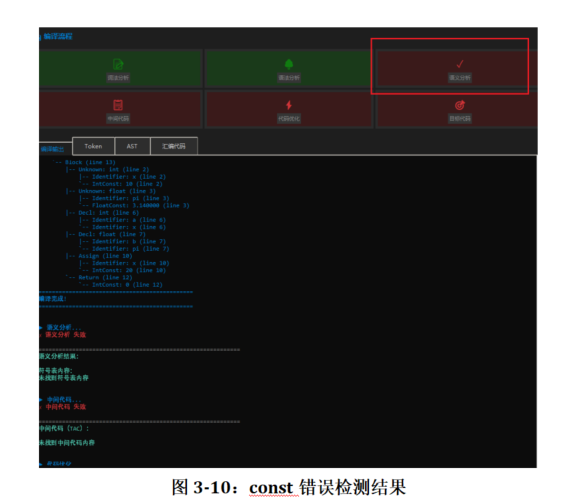 编译流程
词法分析
语法分析
语义分析
中间代码
代码优化
目标代码
编译输出 Token AST 汇编代码
`-- Block (line 13)
|-- Unknown: int (line 2)
|-- Identifier: x (line 2)
`-- IntConst: 10 (line 2)
|-- Unknown: float (line 3)
|-- Identifier: pi (line 3)
`-- FloatConst: 3.140000 (line 3)
|-- Decl: int (line 6)
|-- Identifier: a (line 6)
`-- Identifier: x (line 6)
|-- Decl: float (line 7)
|-- Identifier: b (line 7)
`-- Identifier: pi (line 7)
|-- Assign (line 10)
|-- Identifier: x (line 10)
`-- IntConst: 20 (line 10)
`-- Return (line 12)
`-- IntConst: 0 (line 12)
编译完成!
► 语义分析...
语义分析 失败
语义分析结果:
符号表内容:
未找到符号表内容
► 中间代码...
中间代码 失败
中间代码 (TAC) :
未找到中间代码内容
图 3-10：const 错误检测结果